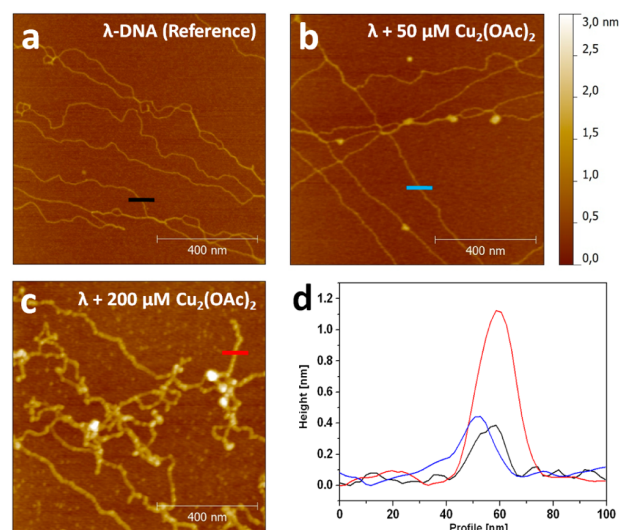 a
λ-DNA (Reference)
400 nm
b
λ + 50 µM Cu₂(OAc)₂
400 nm
3,0 nm
2,5
2,0
1,5
1,0
0,5
0,0
c
λ + 200 µM Cu₂(OAc)₂
400 nm
d
Height [nm]
1.2
1.0
0.8
0.6
0.4
0.2
0.0
0 20 40 60 80 100
Profile [nm]